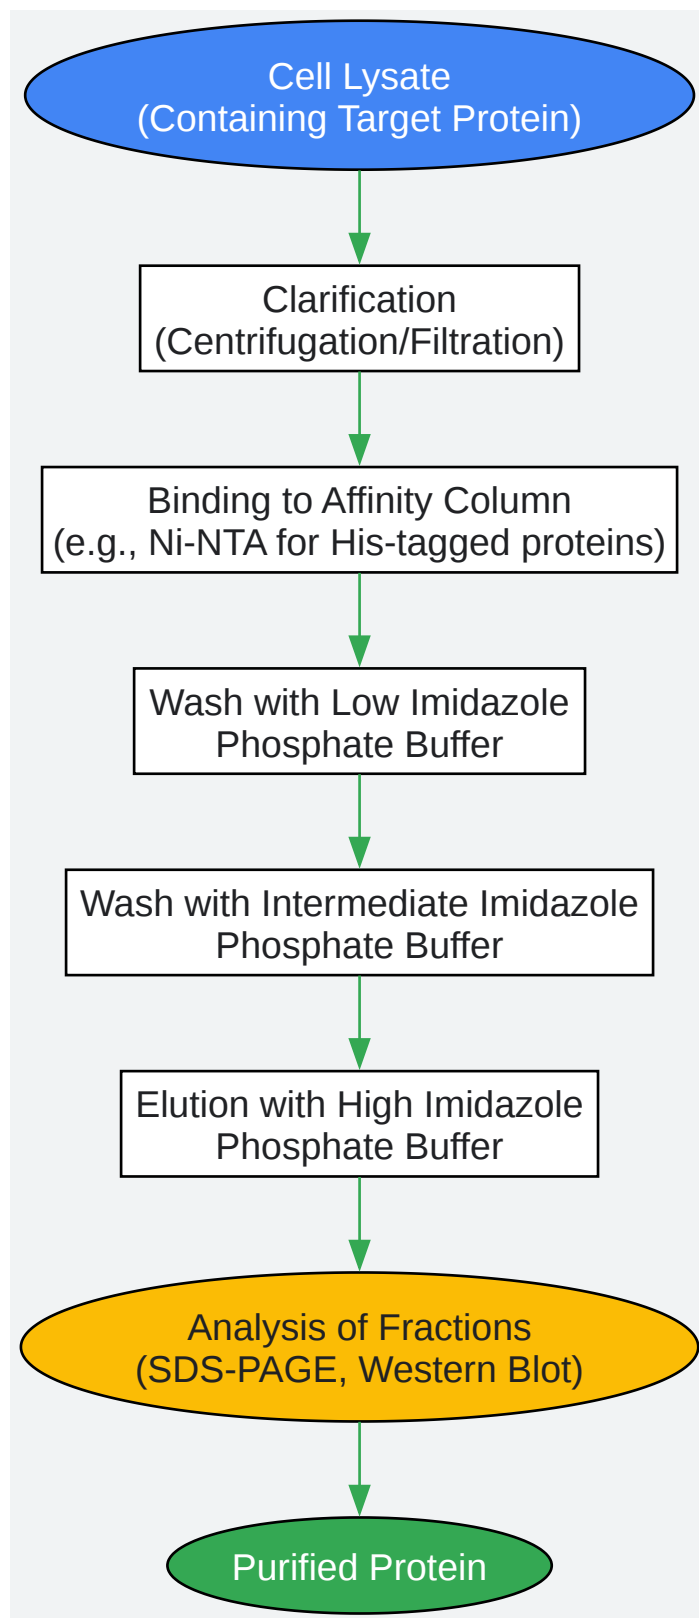 Cell Lysate
(Containing Target Protein)
Clarification
(Centrifugation/Filtration)
Binding to Affinity Column
(e.g., Ni-NTA for His-tagged proteins)
Wash with Low Imidazole
Phosphate Buffer
Wash with Intermediate Imidazole
Phosphate Buffer
Elution with High Imidazole
Phosphate Buffer
Analysis of Fractions
(SDS-PAGE, Western Blot)
Purified Protein